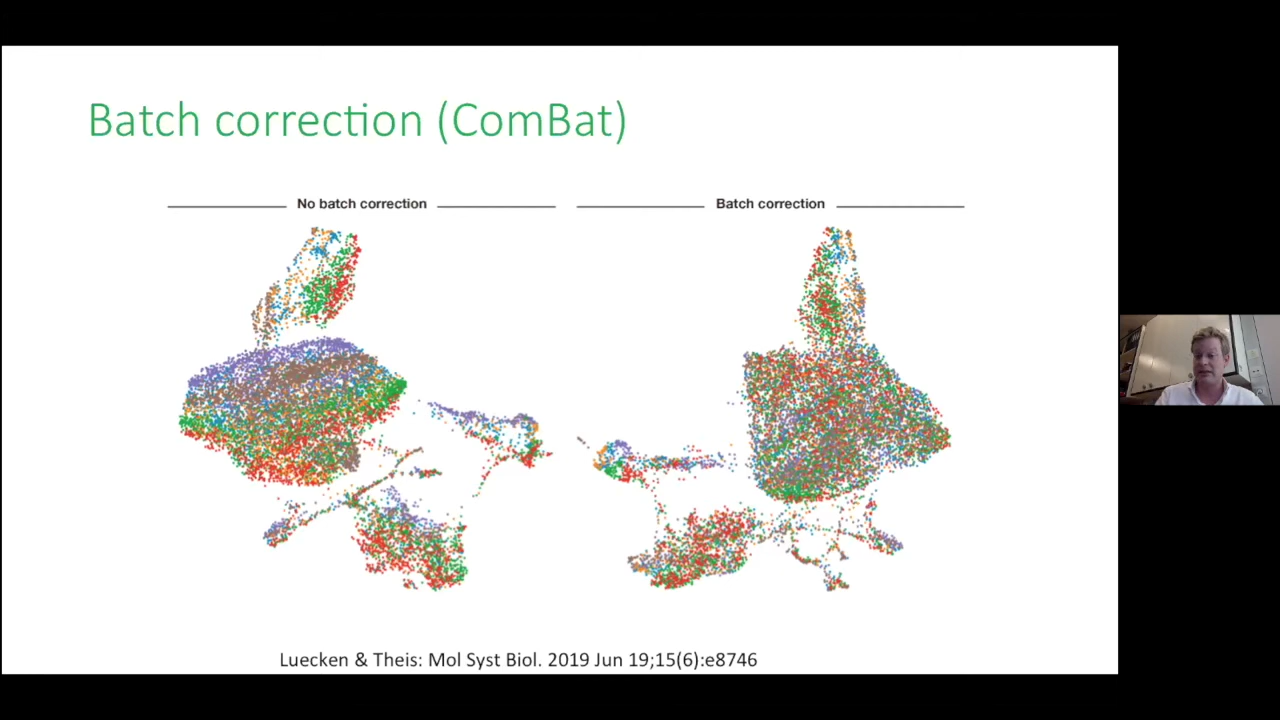 Batch correction (ComBat)
No batch correction
Batch correction
Luecken & Theis: Mol Syst Biol. 2019 Jun 19;15(6):e8746